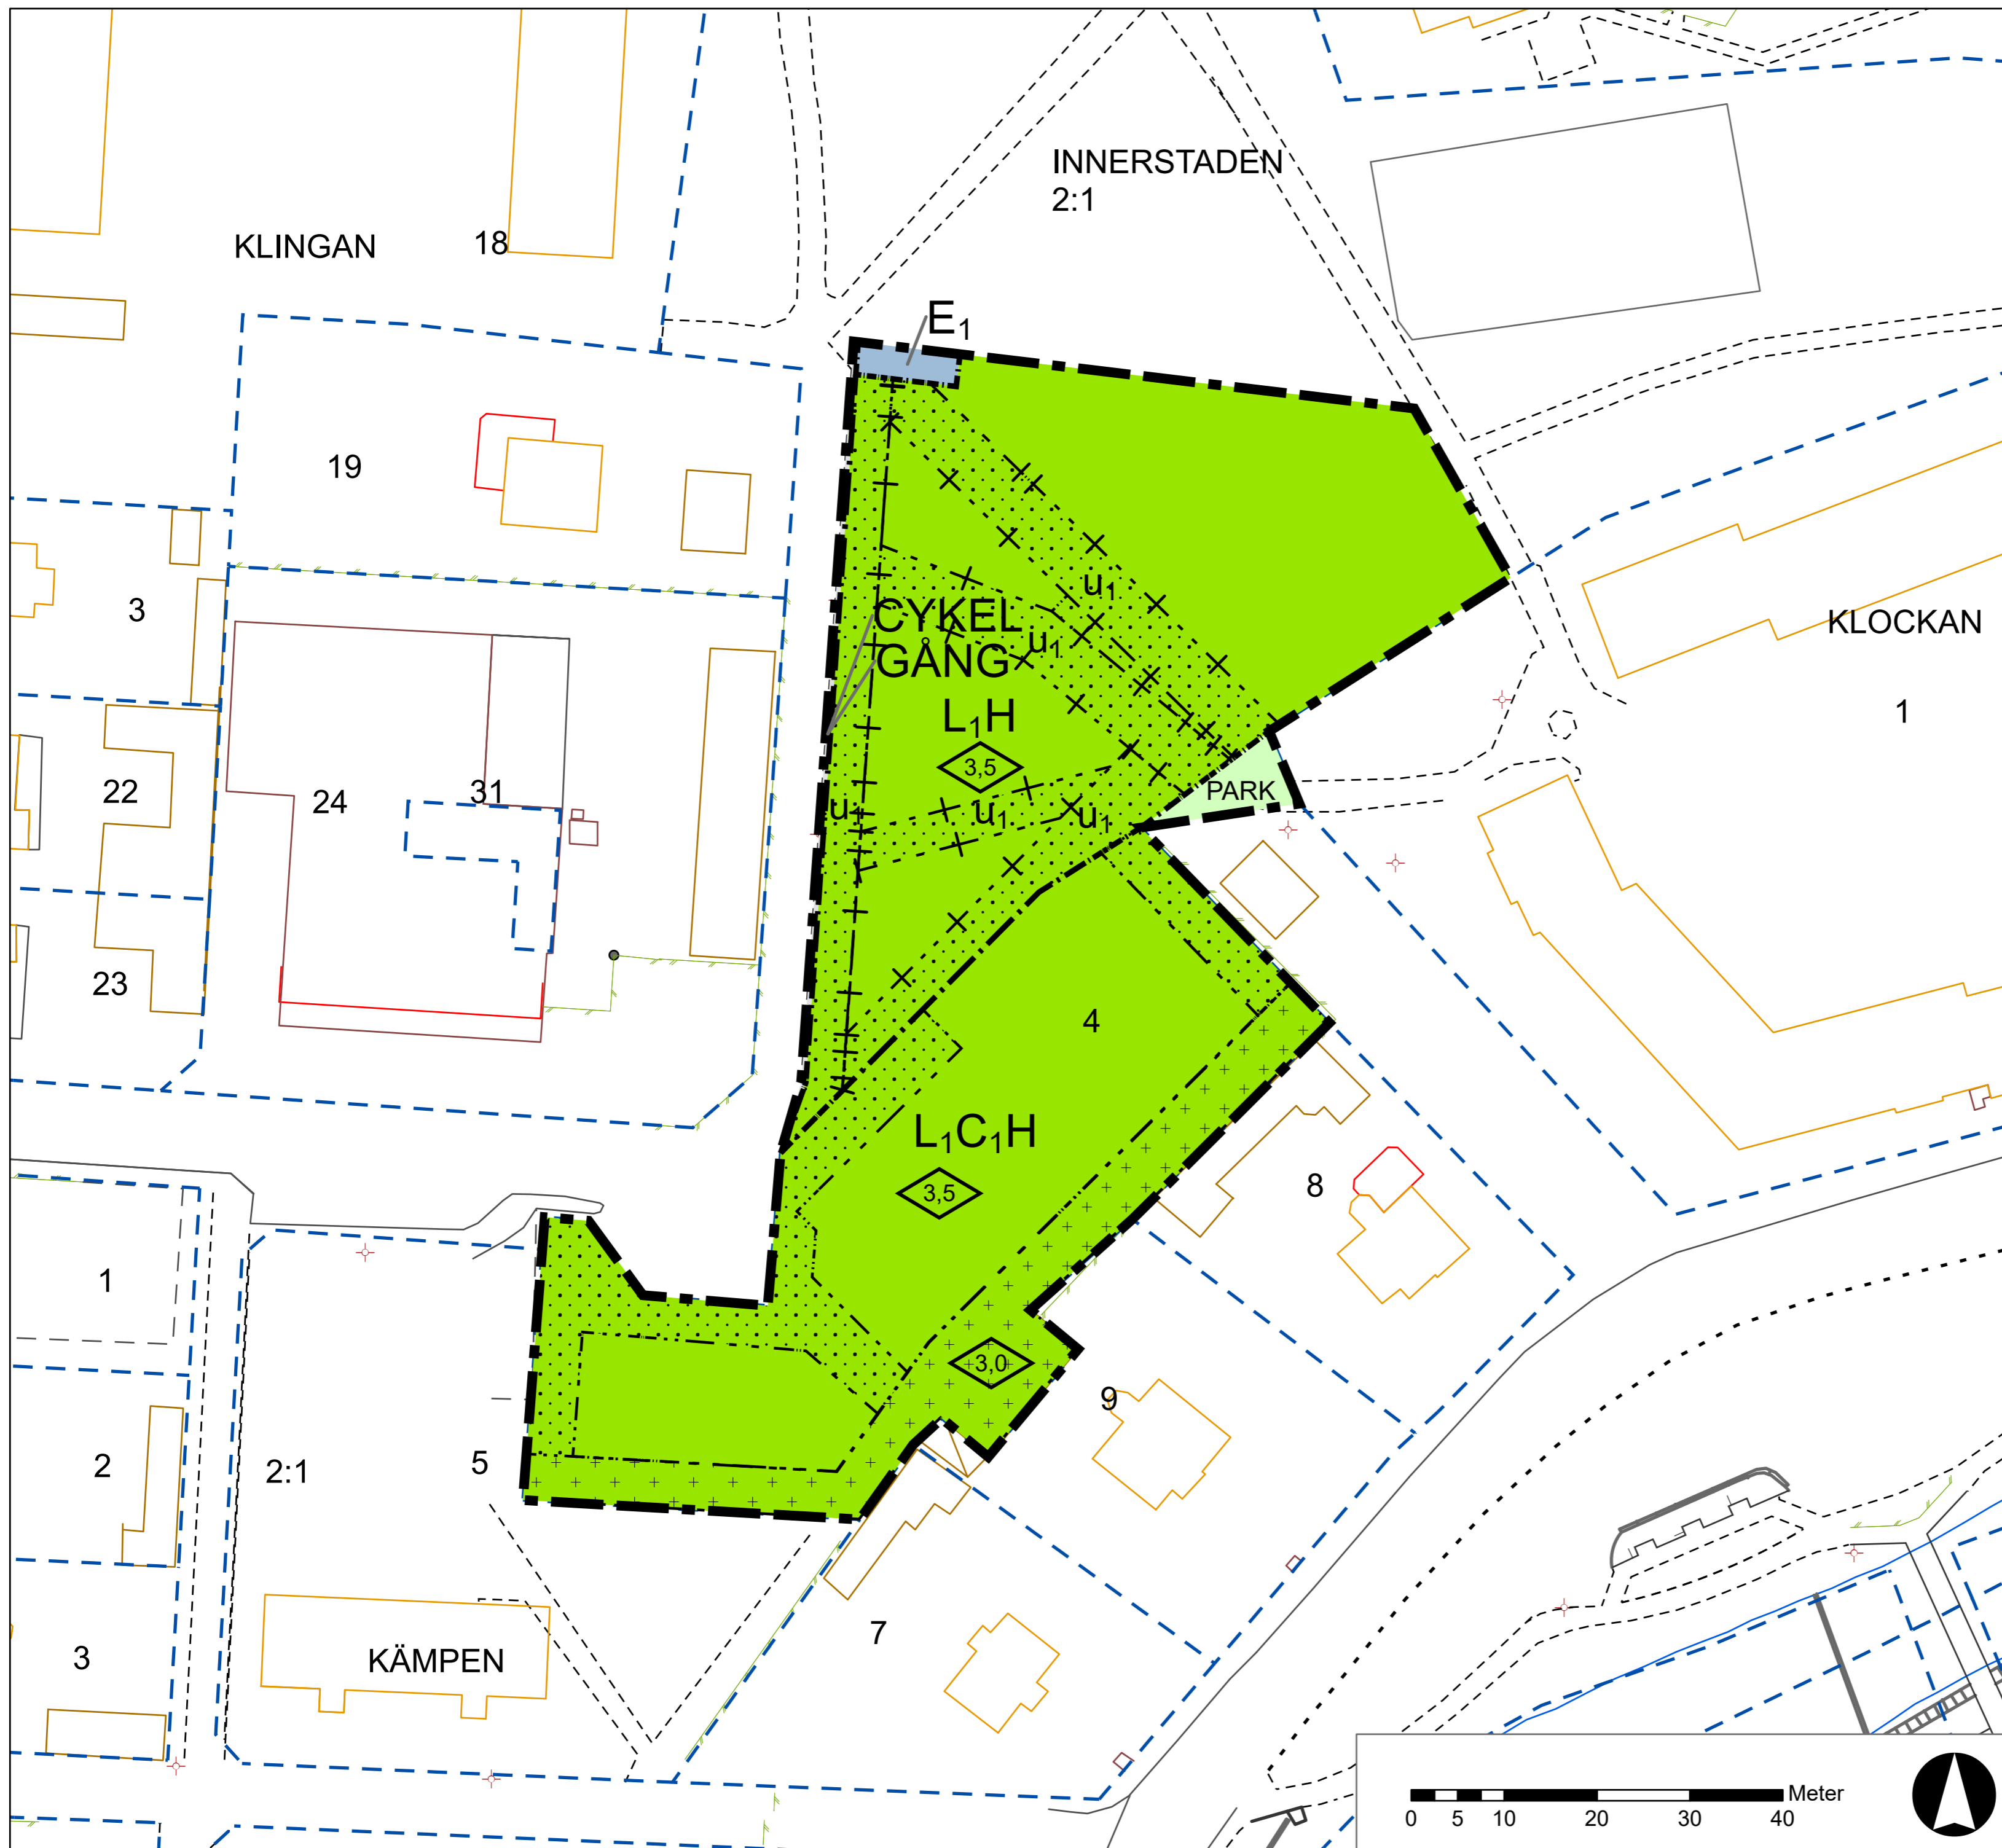 INNERSTADEN
2:1
KLINGAN
18
E₁
19
3
u₁
CYKEL
GÅNG
u₁
KLOCKAN
1
L₁H
3,5
PARK
22
24
31
u₁
u₁
u₁
23
4
L₁C₁H
3,5
8
1
3,0
9
2
2:1
5
7
3
KÄMPEN
Meter
0 5 10 20 30 40